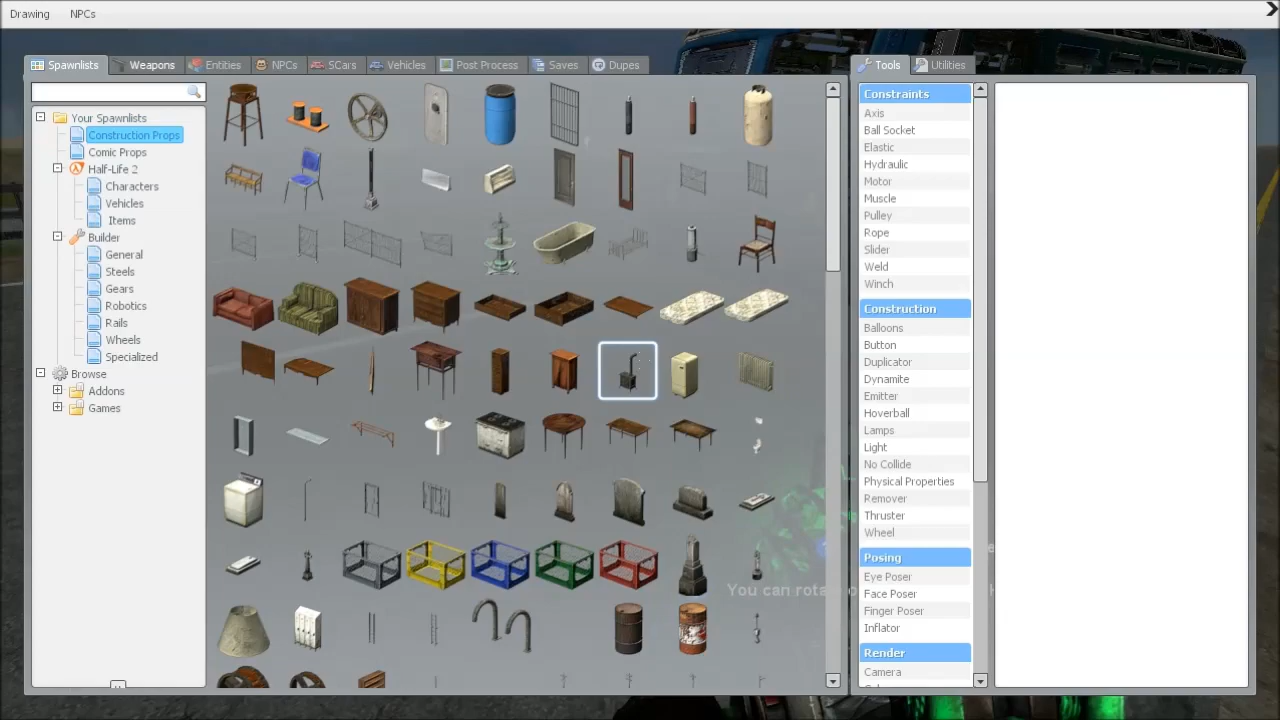 Drawing NPCs
Spawnlists Weapons Entities NPCs SCars Vehicles Post Process Saves Dupes Tools Utilities
Your Spawnlists
Construction Props
Comic Props
Half-Life 2
Characters
Vehicles
Items
Builder
General
Steels
Gears
Robotics
Rails
Wheels
Specialized
Browse
Addons
Games
You can rota
Constraints
Axis
Ball Socket
Elastic
Hydraulic
Motor
Muscle
Pulley
Rope
Slider
Weld
Winch
Construction
Balloons
Button
Duplicator
Dynamite
Emitter
Hoverball
Lamps
Light
No Collide
Physical Properties
Remover
Thruster
Wheel
Posing
Eye Poser
Face Poser
Finger Poser
Inflator
Render
Camera